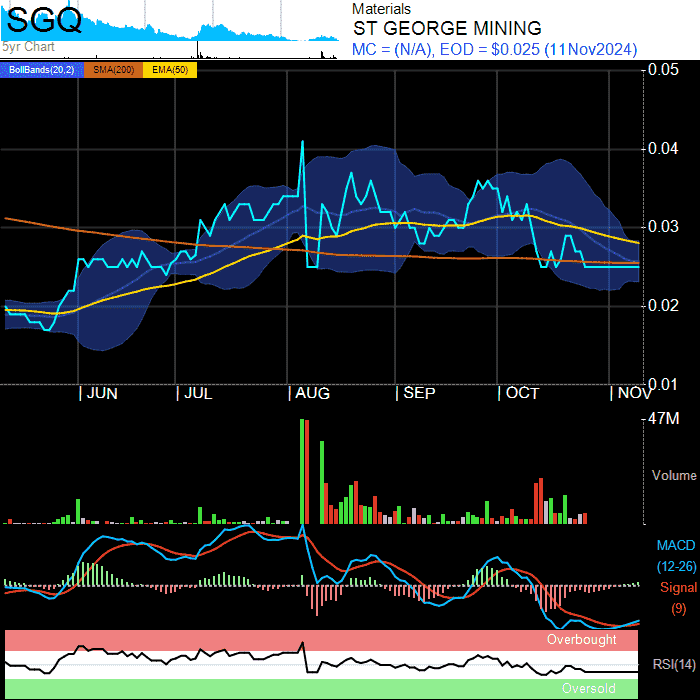 SGQ
5yr Chart
Materials
ST GEORGE MINING
MC = (N/A), EOD = $0.025 (11Nov2024)
BollBands(20,2) SMA(200) EMA(50)
0.05
0.04
0.03
0.02
0.01
JUN JUL AUG SEP OCT NOV
47M
Volume
MACD
(12-26)
Signal
(9)
Overbought
RSI(14)
Oversold